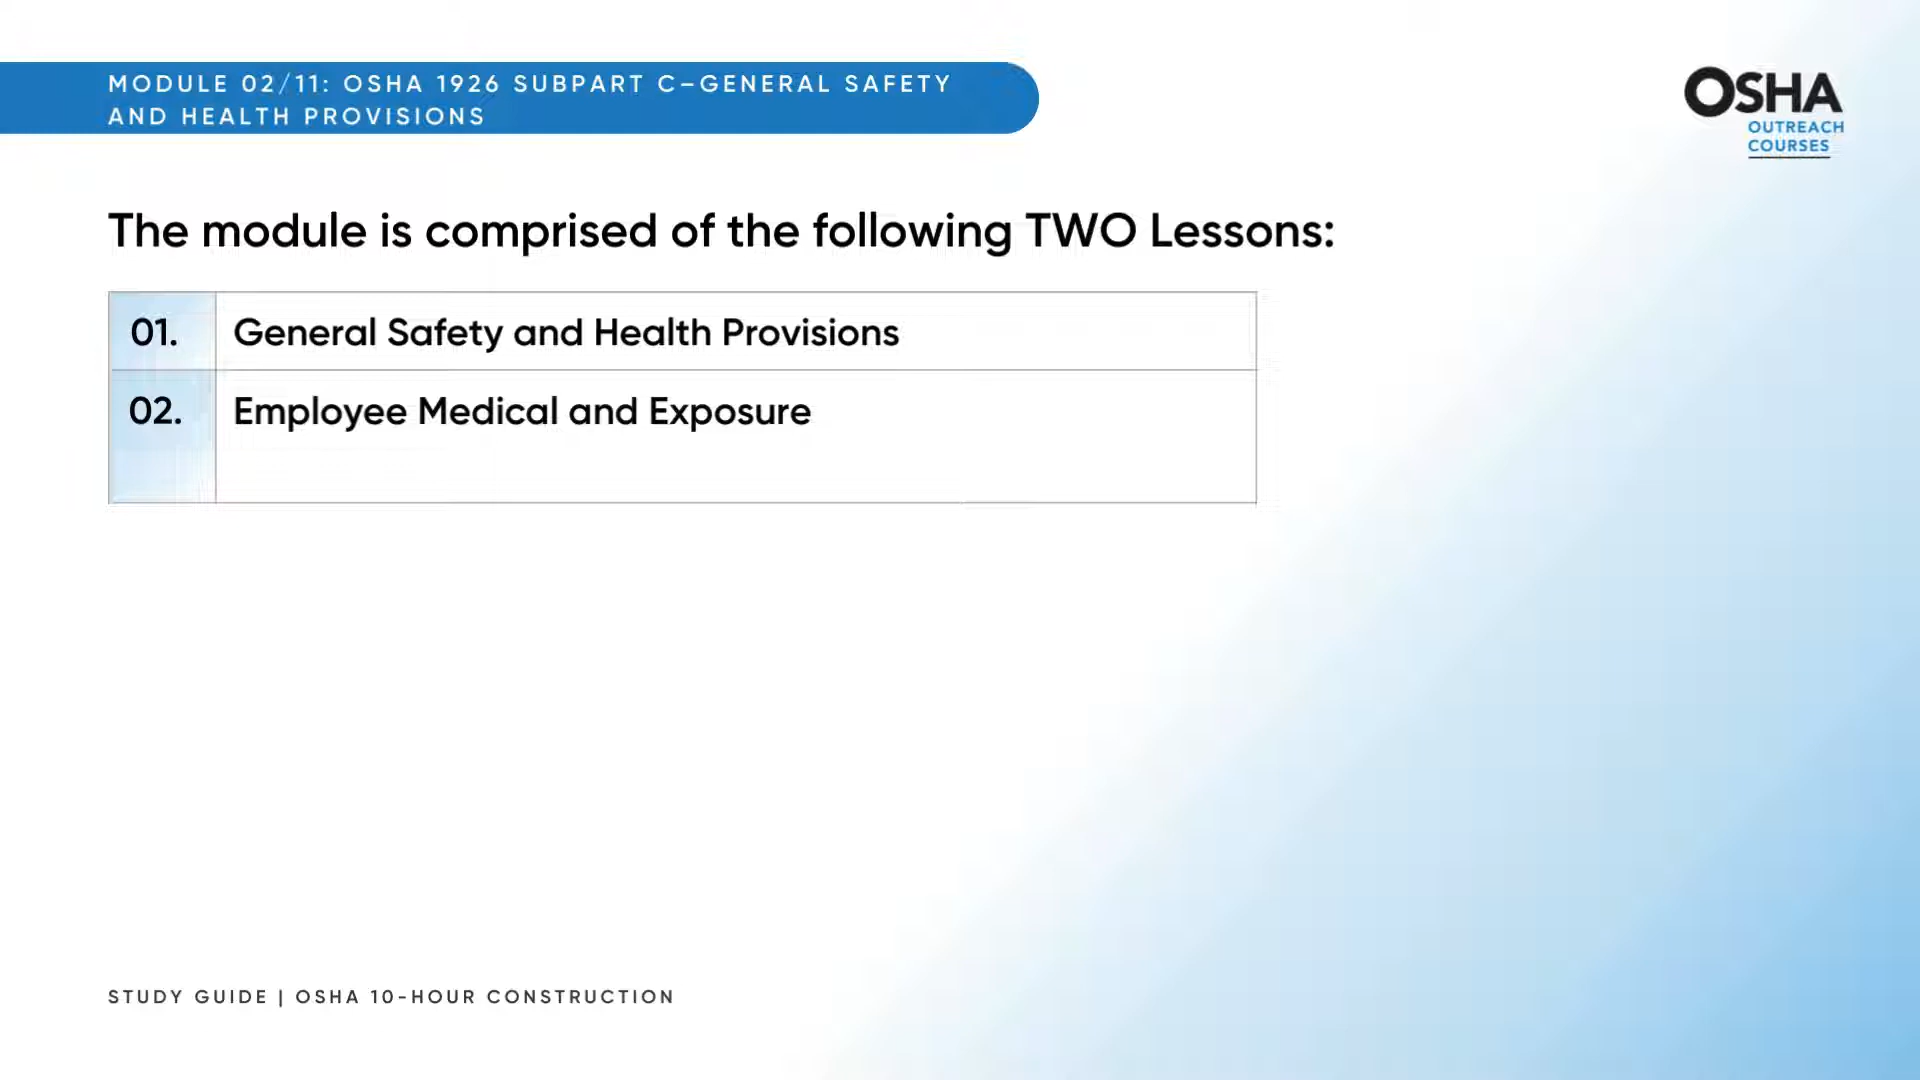 MODULE 02/11: OSHA 1926 SUBPART C–GENERAL SAFETY
AND HEALTH PROVISIONS
OSHA
OUTREACH
COURSES
The module is comprised of the following TWO Lessons:
01. General Safety and Health Provisions
02. Employee Medical and Exposure
STUDY GUIDE | OSHA 10-HOUR CONSTRUCTION